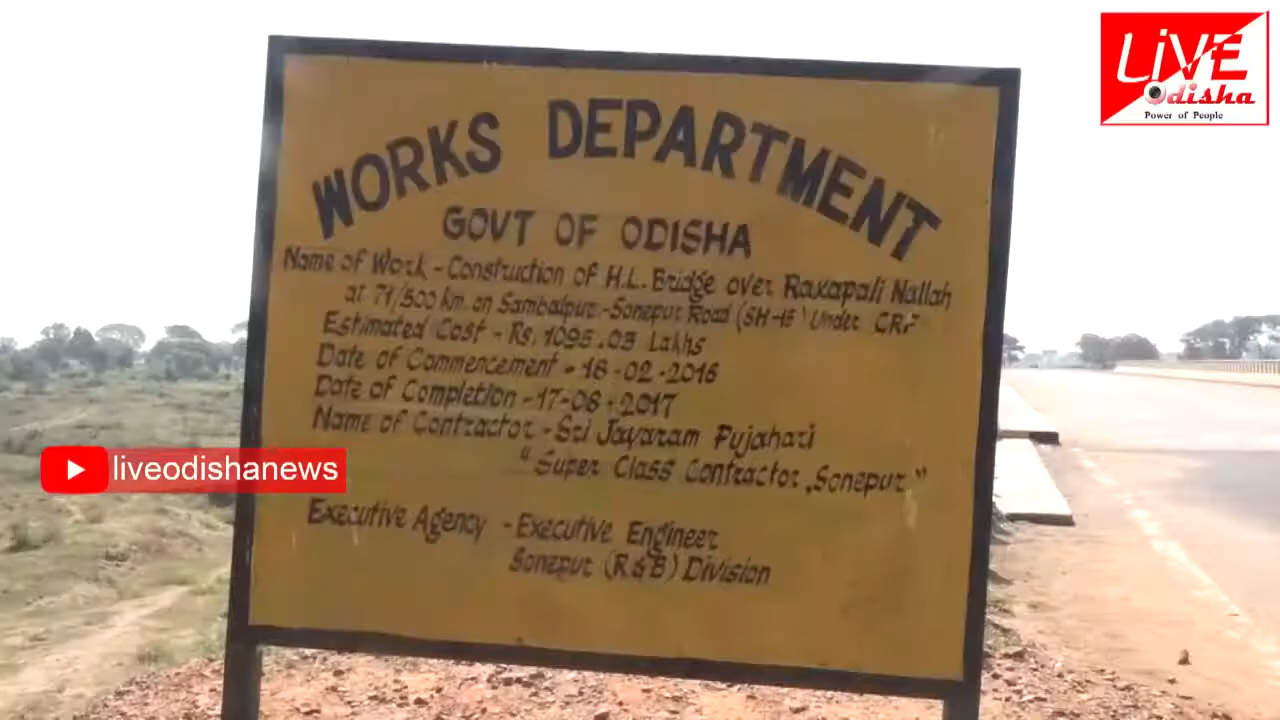 LiVE
Odisha
Power of People
WORKS DEPARTMENT
GOVT OF ODISHA
Name of Work - Construction of H.L. Bridge over Raxapali Nallah
at 71/500 km. on Sambalpur-Sonepur Road (SH-15) Under CRF
Estimated Cost - Rs. 1095.03 Lakhs
Date of Commencement - 18-02-2016
Date of Completion - 17-08-2017
Name of Contractor - Sri Jayaram Pujahari
"Super Class Contractor, Sonepur"
liveodishanews
Executive Agency - Executive Engineer
Sonepur (R&B) Division